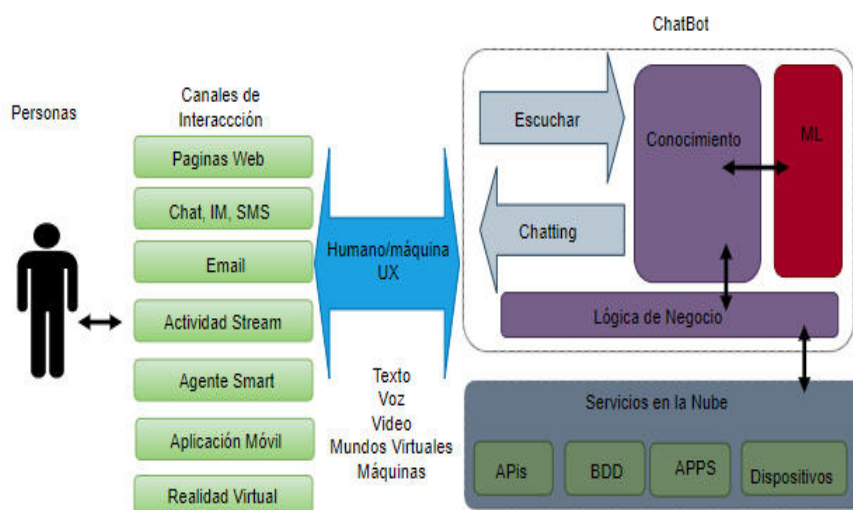 ChatBot
Personas
Canales de
Interaccción
Paginas Web
Chat, IM, SMS
Email
Actividad Stream
Agente Smart
Aplicación Móvil
Realidad Virtual
Humano/máquina
UX
Texto
Voz
Video
Mundos Virtuales
Máquinas
Escuchar
Chatting
Conocimiento
ML
Lógica de Negocio
Servicios en la Nube
APis
BDD
APPS
Dispositivos